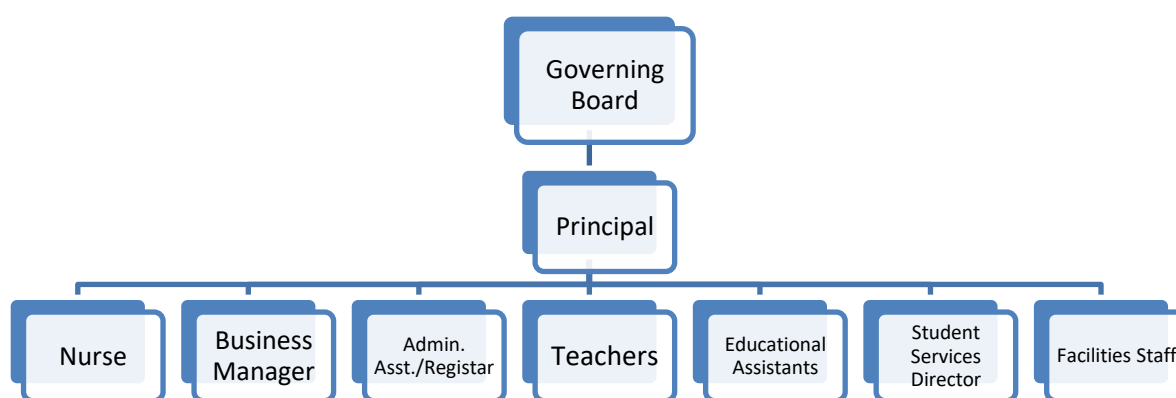 Governing
Board
Principal
Nurse
Business
Manager
Admin.
Asst./Registar
Teachers
Educational
Assistants
Student
Services
Director
Facilities Staff